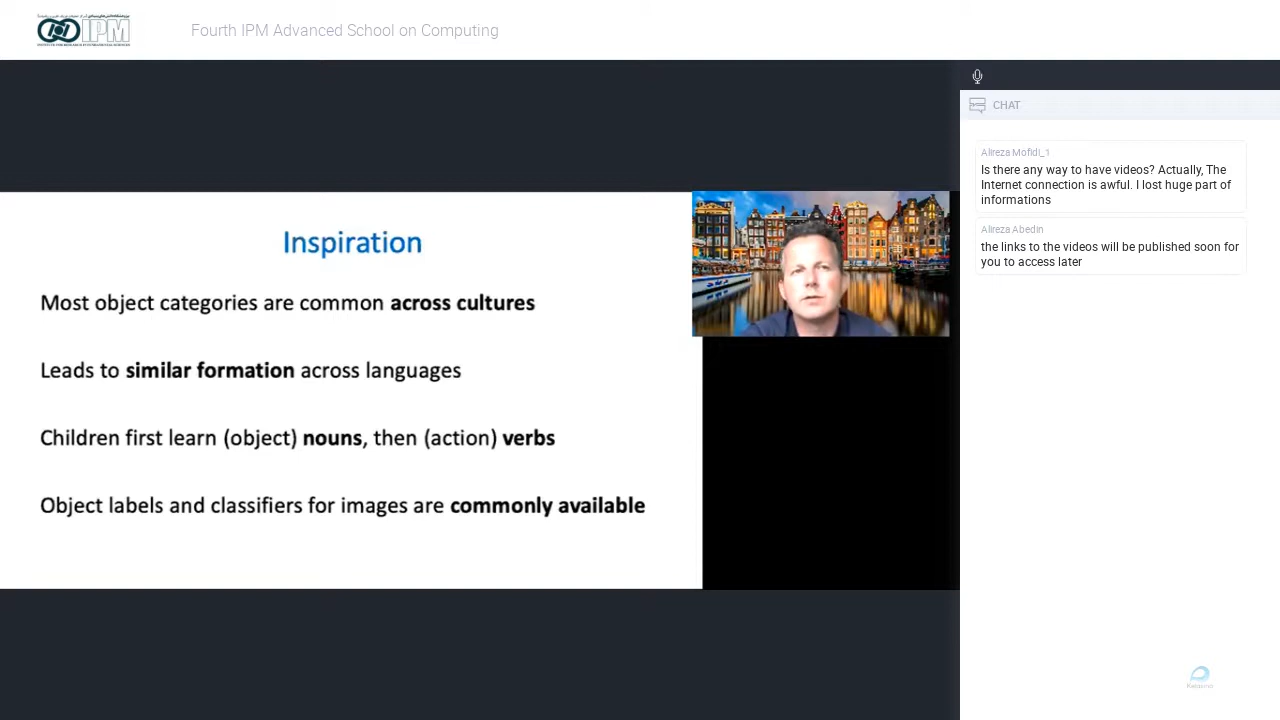 IPM
Fourth IPM Advanced School on Computing
CHAT
Inspiration
Most object categories are common across cultures
Leads to similar formation across languages
Children first learn (object) nouns, then (action) verbs
Object labels and classifiers for images are commonly available
Alireza Mofidi_1
Is there any way to have videos? Actually, The
Internet connection is awful. I lost huge part of
informations
Alireza Abedin
the links to the videos will be published soon for
you to access later